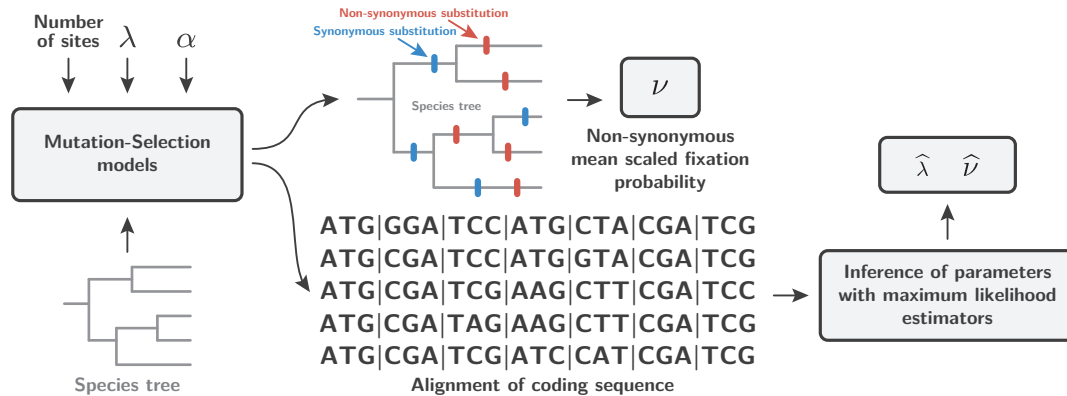 Number
of sites
λ
α
Mutation-Selection
models
Species tree
Non-synonymous substitution
Synonymous substitution
Species tree
ν
Non-synonymous
mean scaled fixation
probability
ATG|GGA|TCC|ATG|CTA|CGA|TCG
ATG|CGA|TCC|ATG|GTA|CGA|TCG
ATG|CGA|TCG|AAG|CTT|CGA|TCC
ATG|CGA|TAG|AAG|CTT|CGA|TCG
ATG|CGA|TCG|ATC|CAT|CGA|TCG
Alignment of coding sequence
λ̂ ν̂
Inference of parameters
with maximum likelihood
estimators